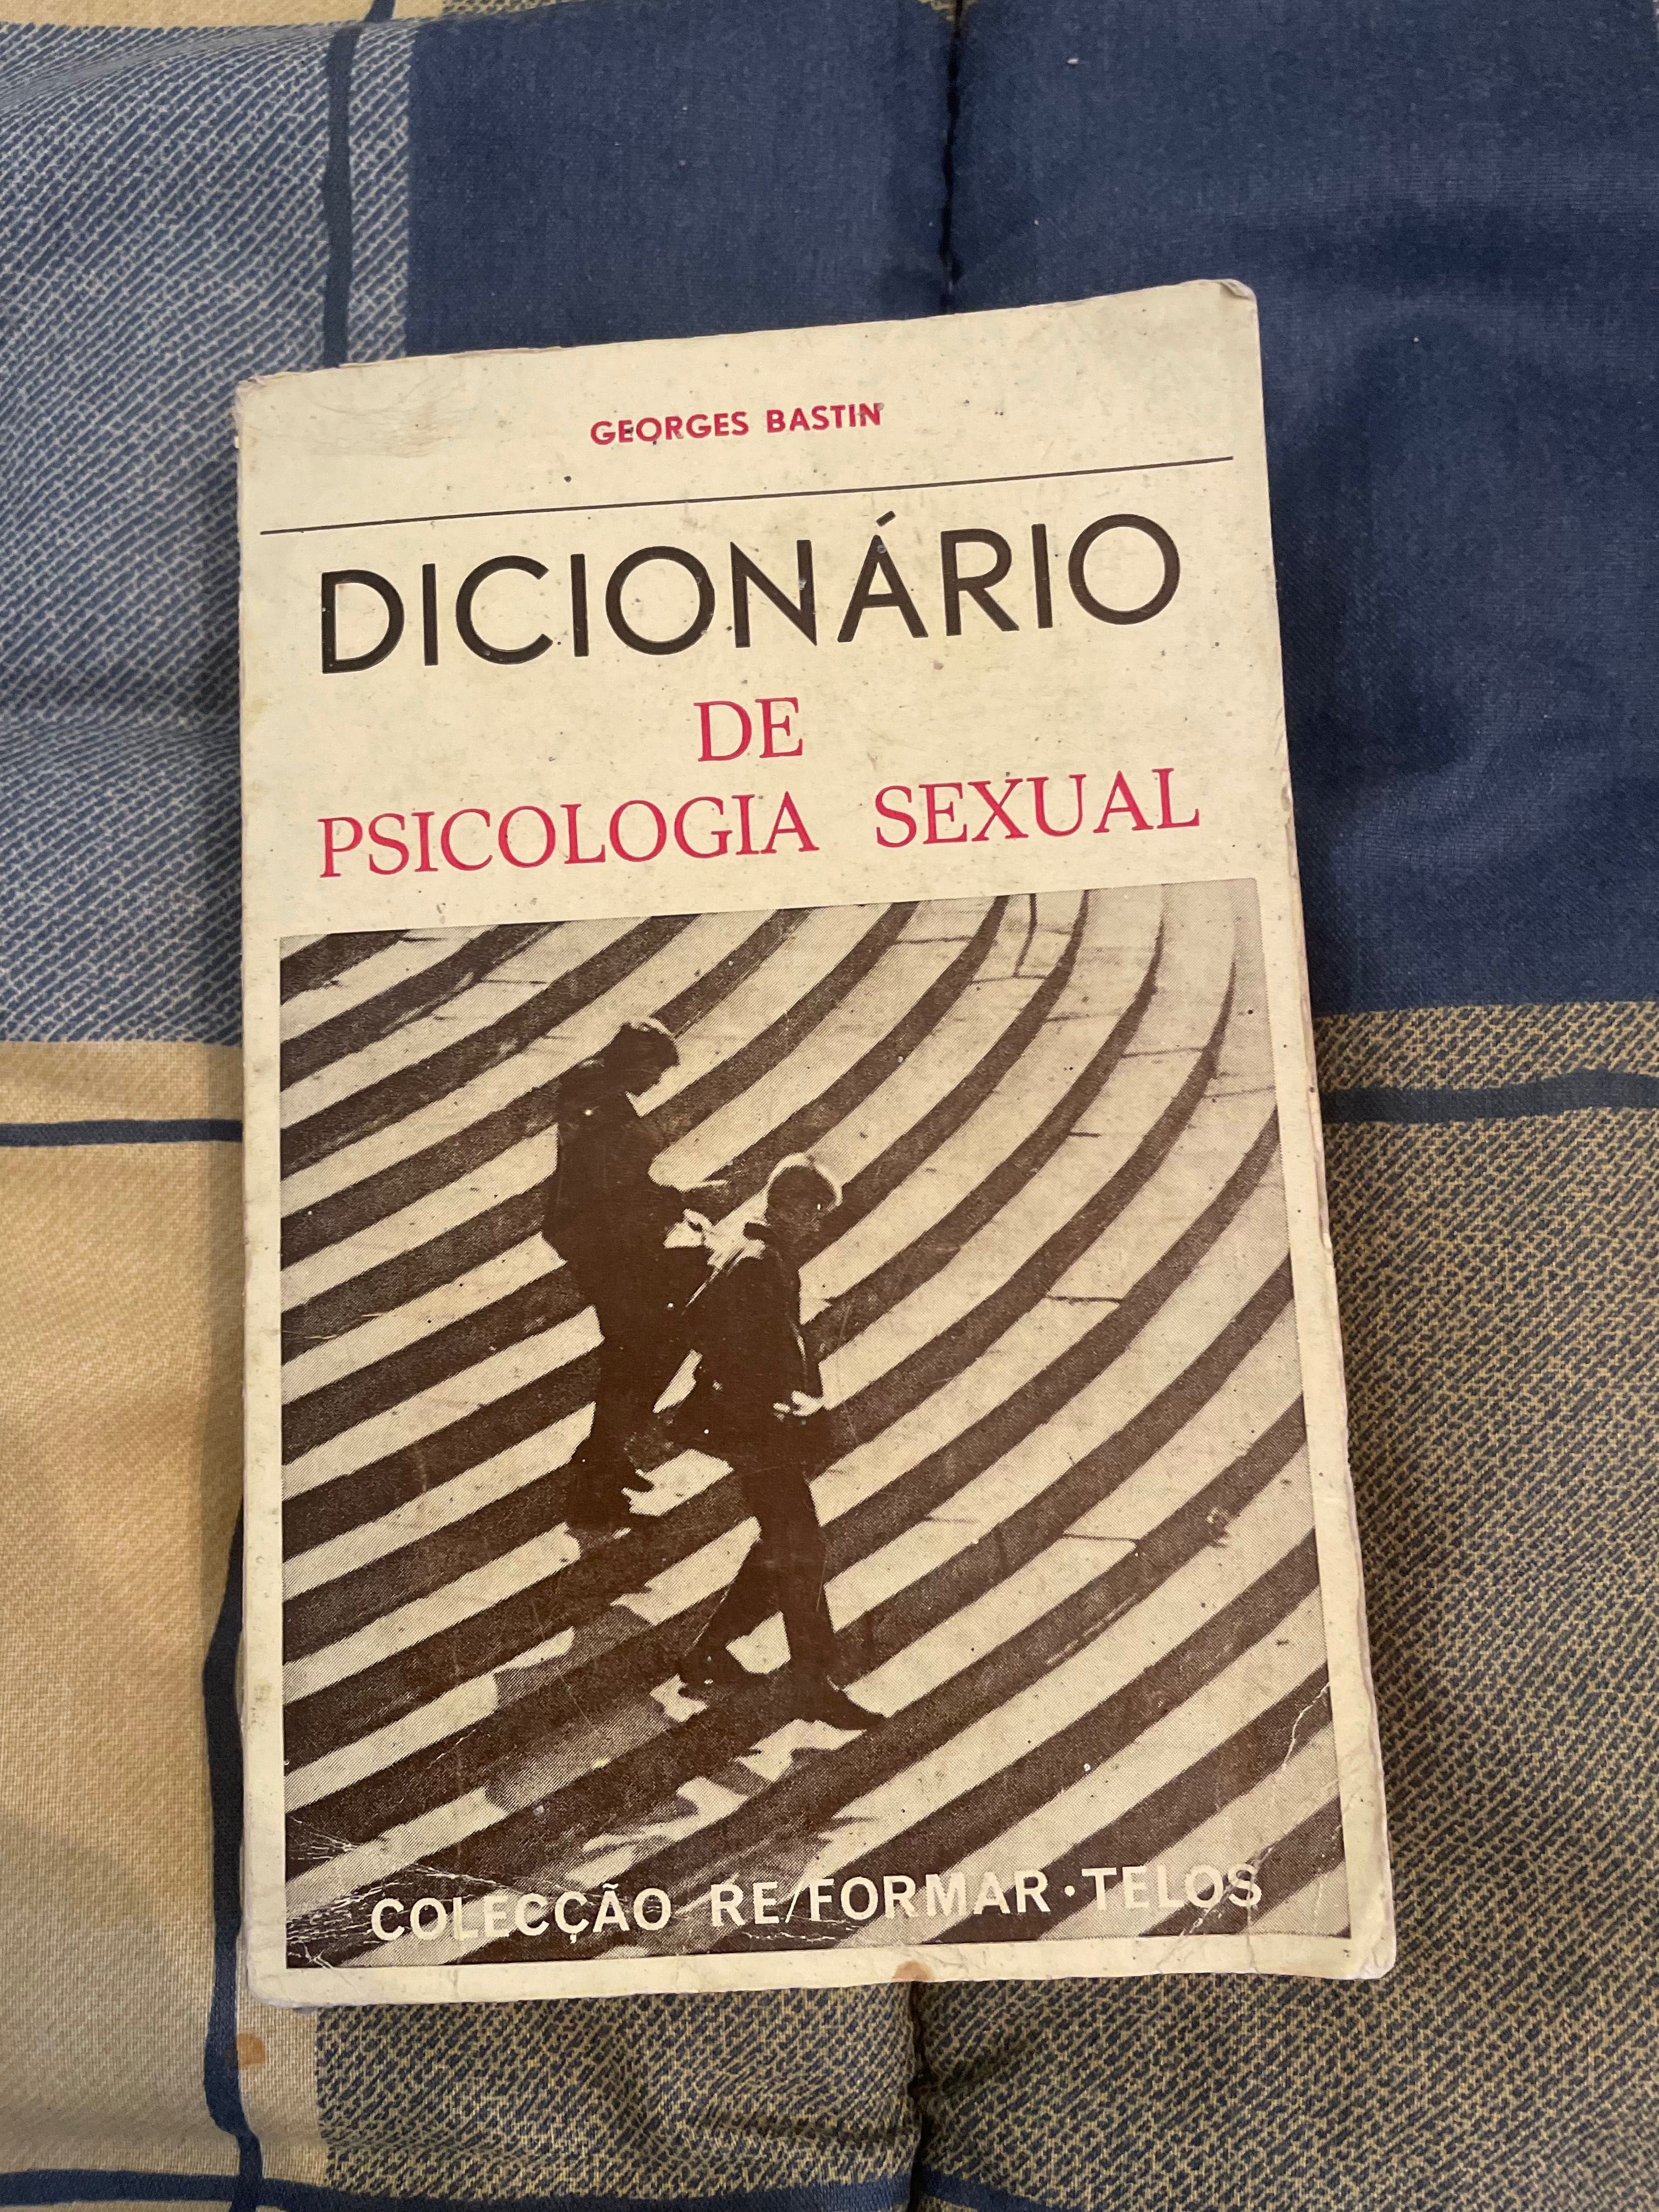 GEORGES BASTIN
DICIONÁRIO
DE
PSICOLOGIA SEXUAL
COLECÇÃO RE/FORMAR · TELOS